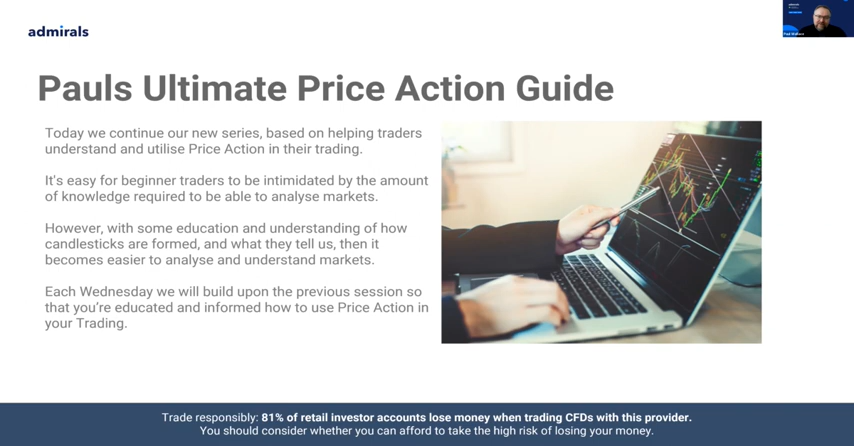 admirals
Pauls Ultimate Price Action Guide
Today we continue our new series, based on helping traders
understand and utilise Price Action in their trading.
It's easy for beginner traders to be intimidated by the amount
of knowledge required to be able to analyse markets.
However, with some education and understanding of how
candlesticks are formed, and what they tell us, then it
becomes easier to analyse and understand markets.
Each Wednesday we will build upon the previous session so
that you're educated and informed how to use Price Action in
your Trading.
Trade responsibly: 81% of retail investor accounts lose money when trading CFDs with this provider.
You should consider whether you can afford to take the high risk of losing your money.